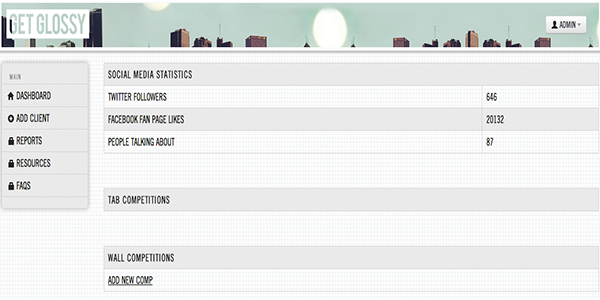 GET GLOSSY
ADMIN
MAIN
DASHBOARD
ADD CLIENT
REPORTS
RESOURCES
FAQS
SOCIAL MEDIA STATISTICS
TWITTER FOLLOWERS 646
FACEBOOK FAN PAGE LIKES 20132
PEOPLE TALKING ABOUT 87
TAB COMPETITIONS
WALL COMPETITIONS
ADD NEW COMP